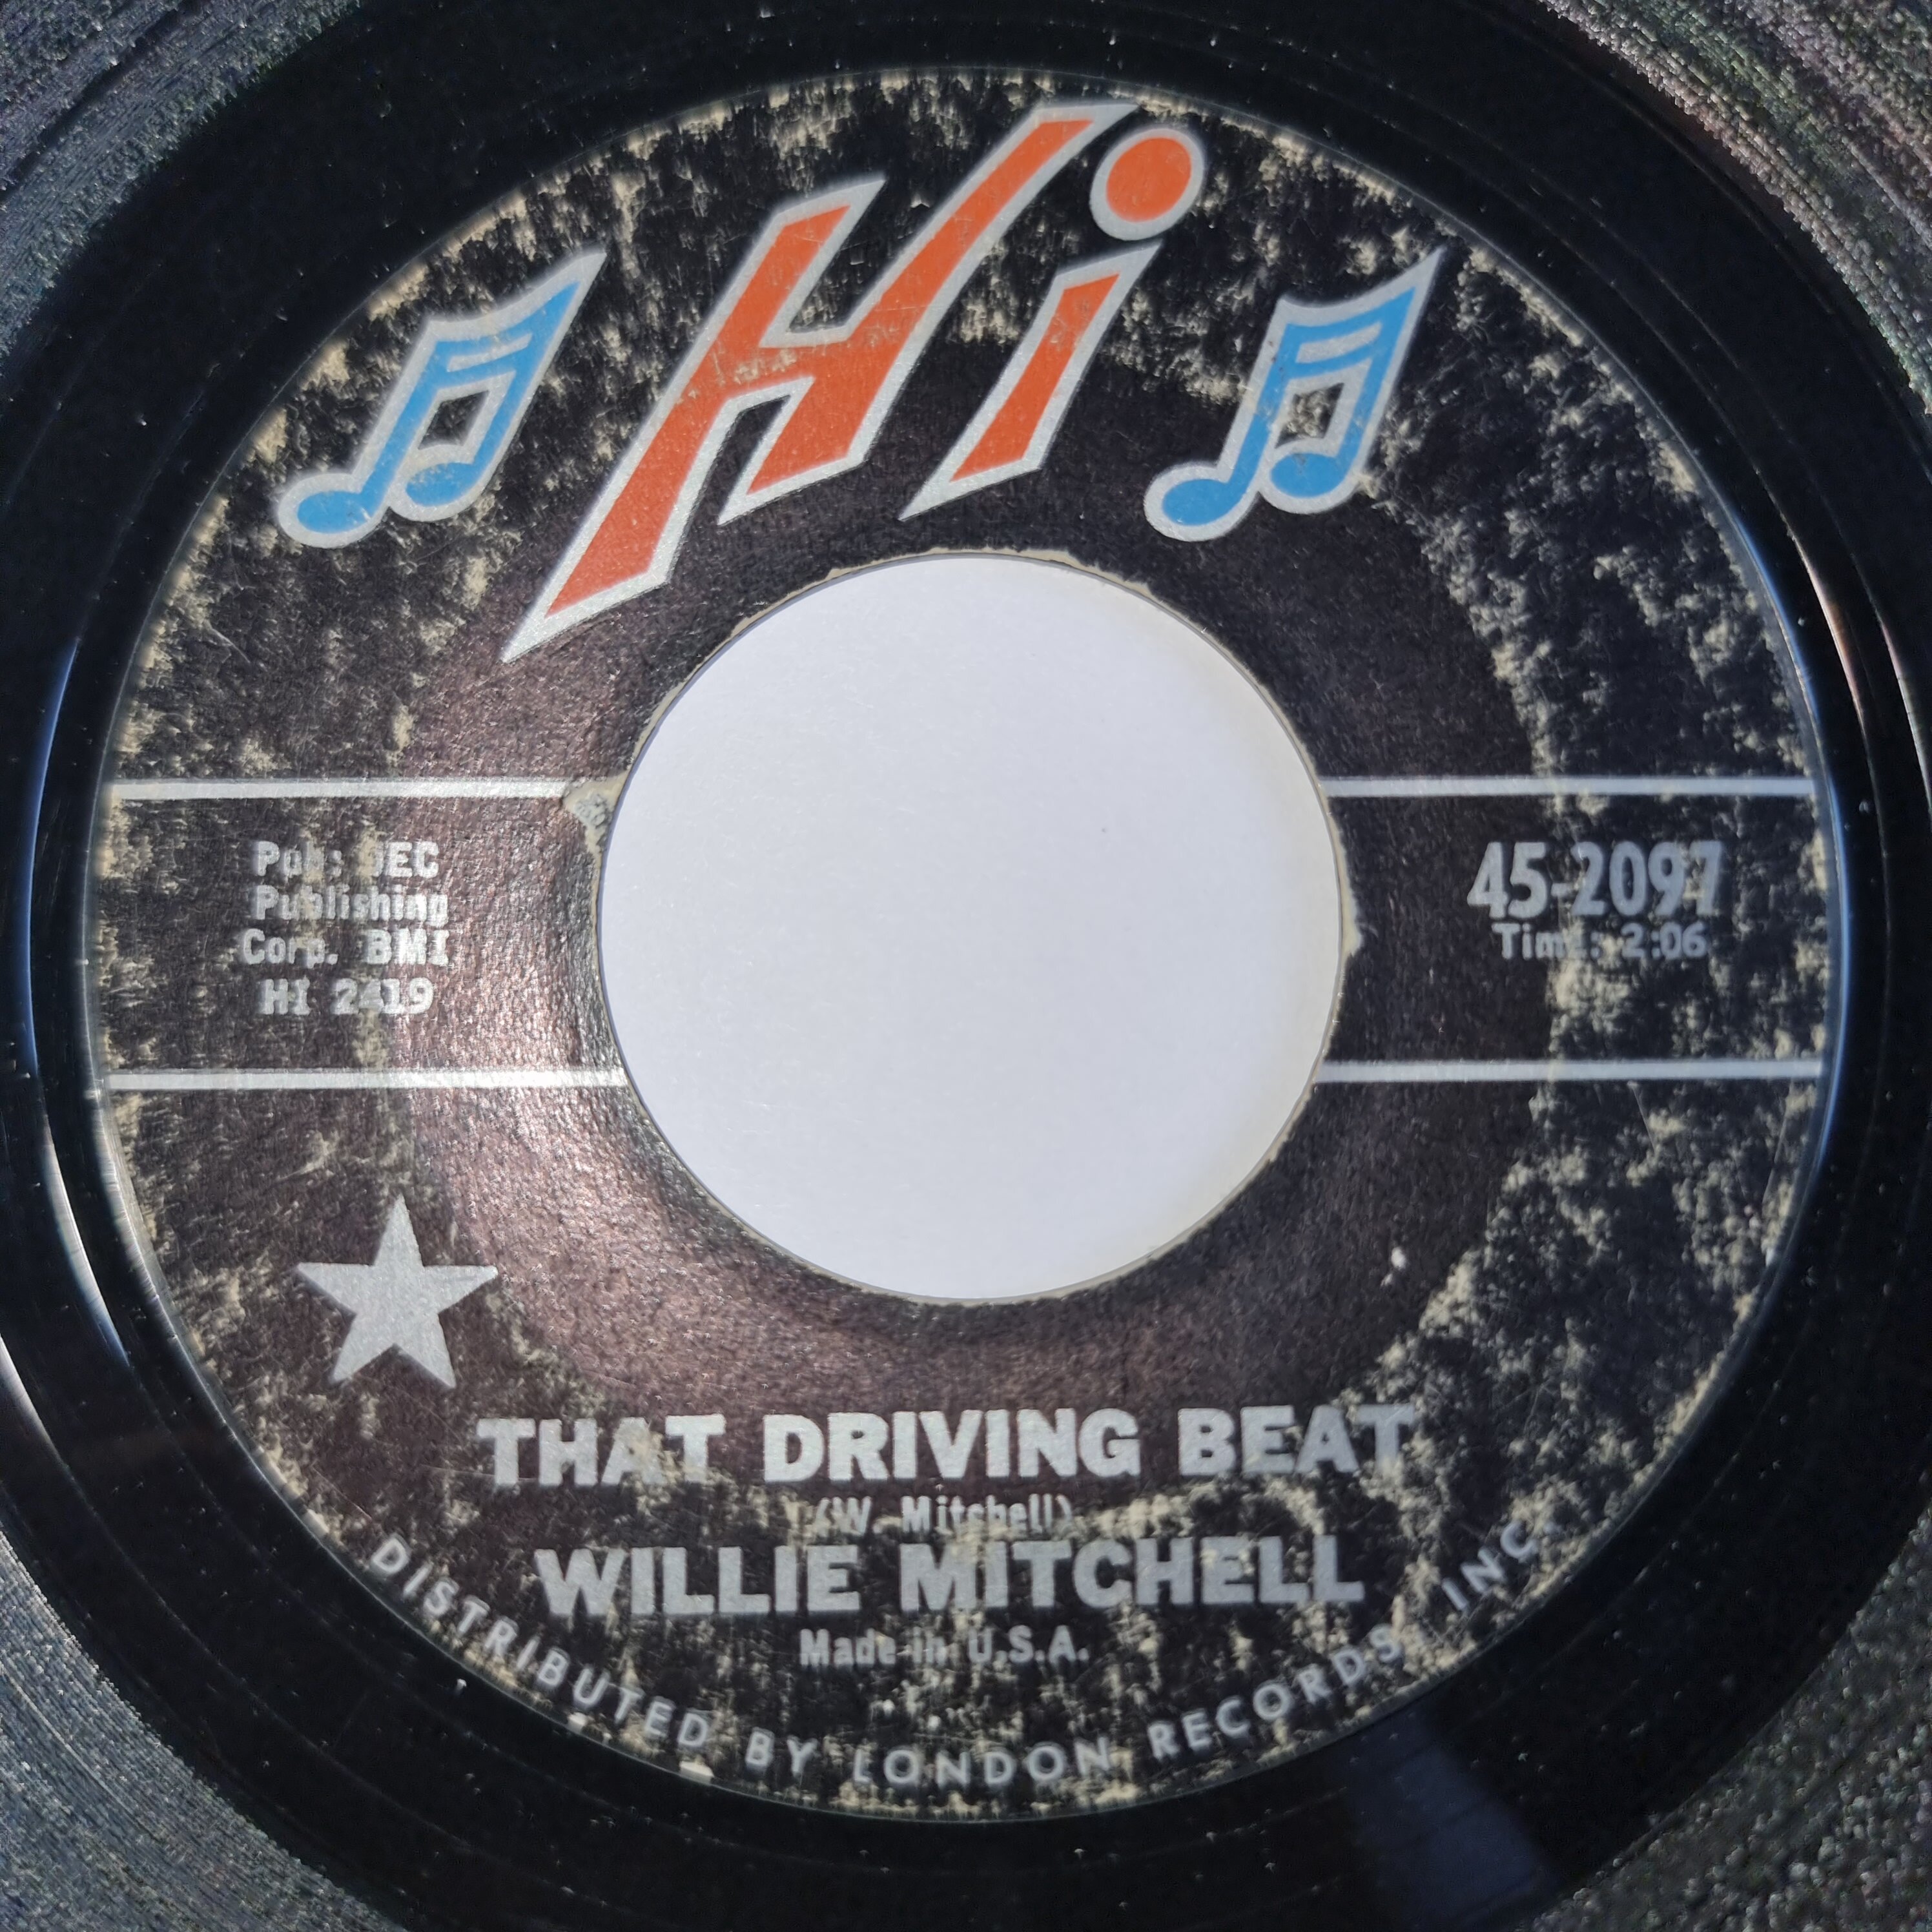 Hi
Pub: JEC
Publishing
Corp. BMI
HI 2419
45-2097
Time: 2:06
THAT DRIVING BEAT
(W. Mitchell)
WILLIE MITCHELL
Made in U.S.A.
DISTRIBUTED BY LONDON RECORDS, INC.